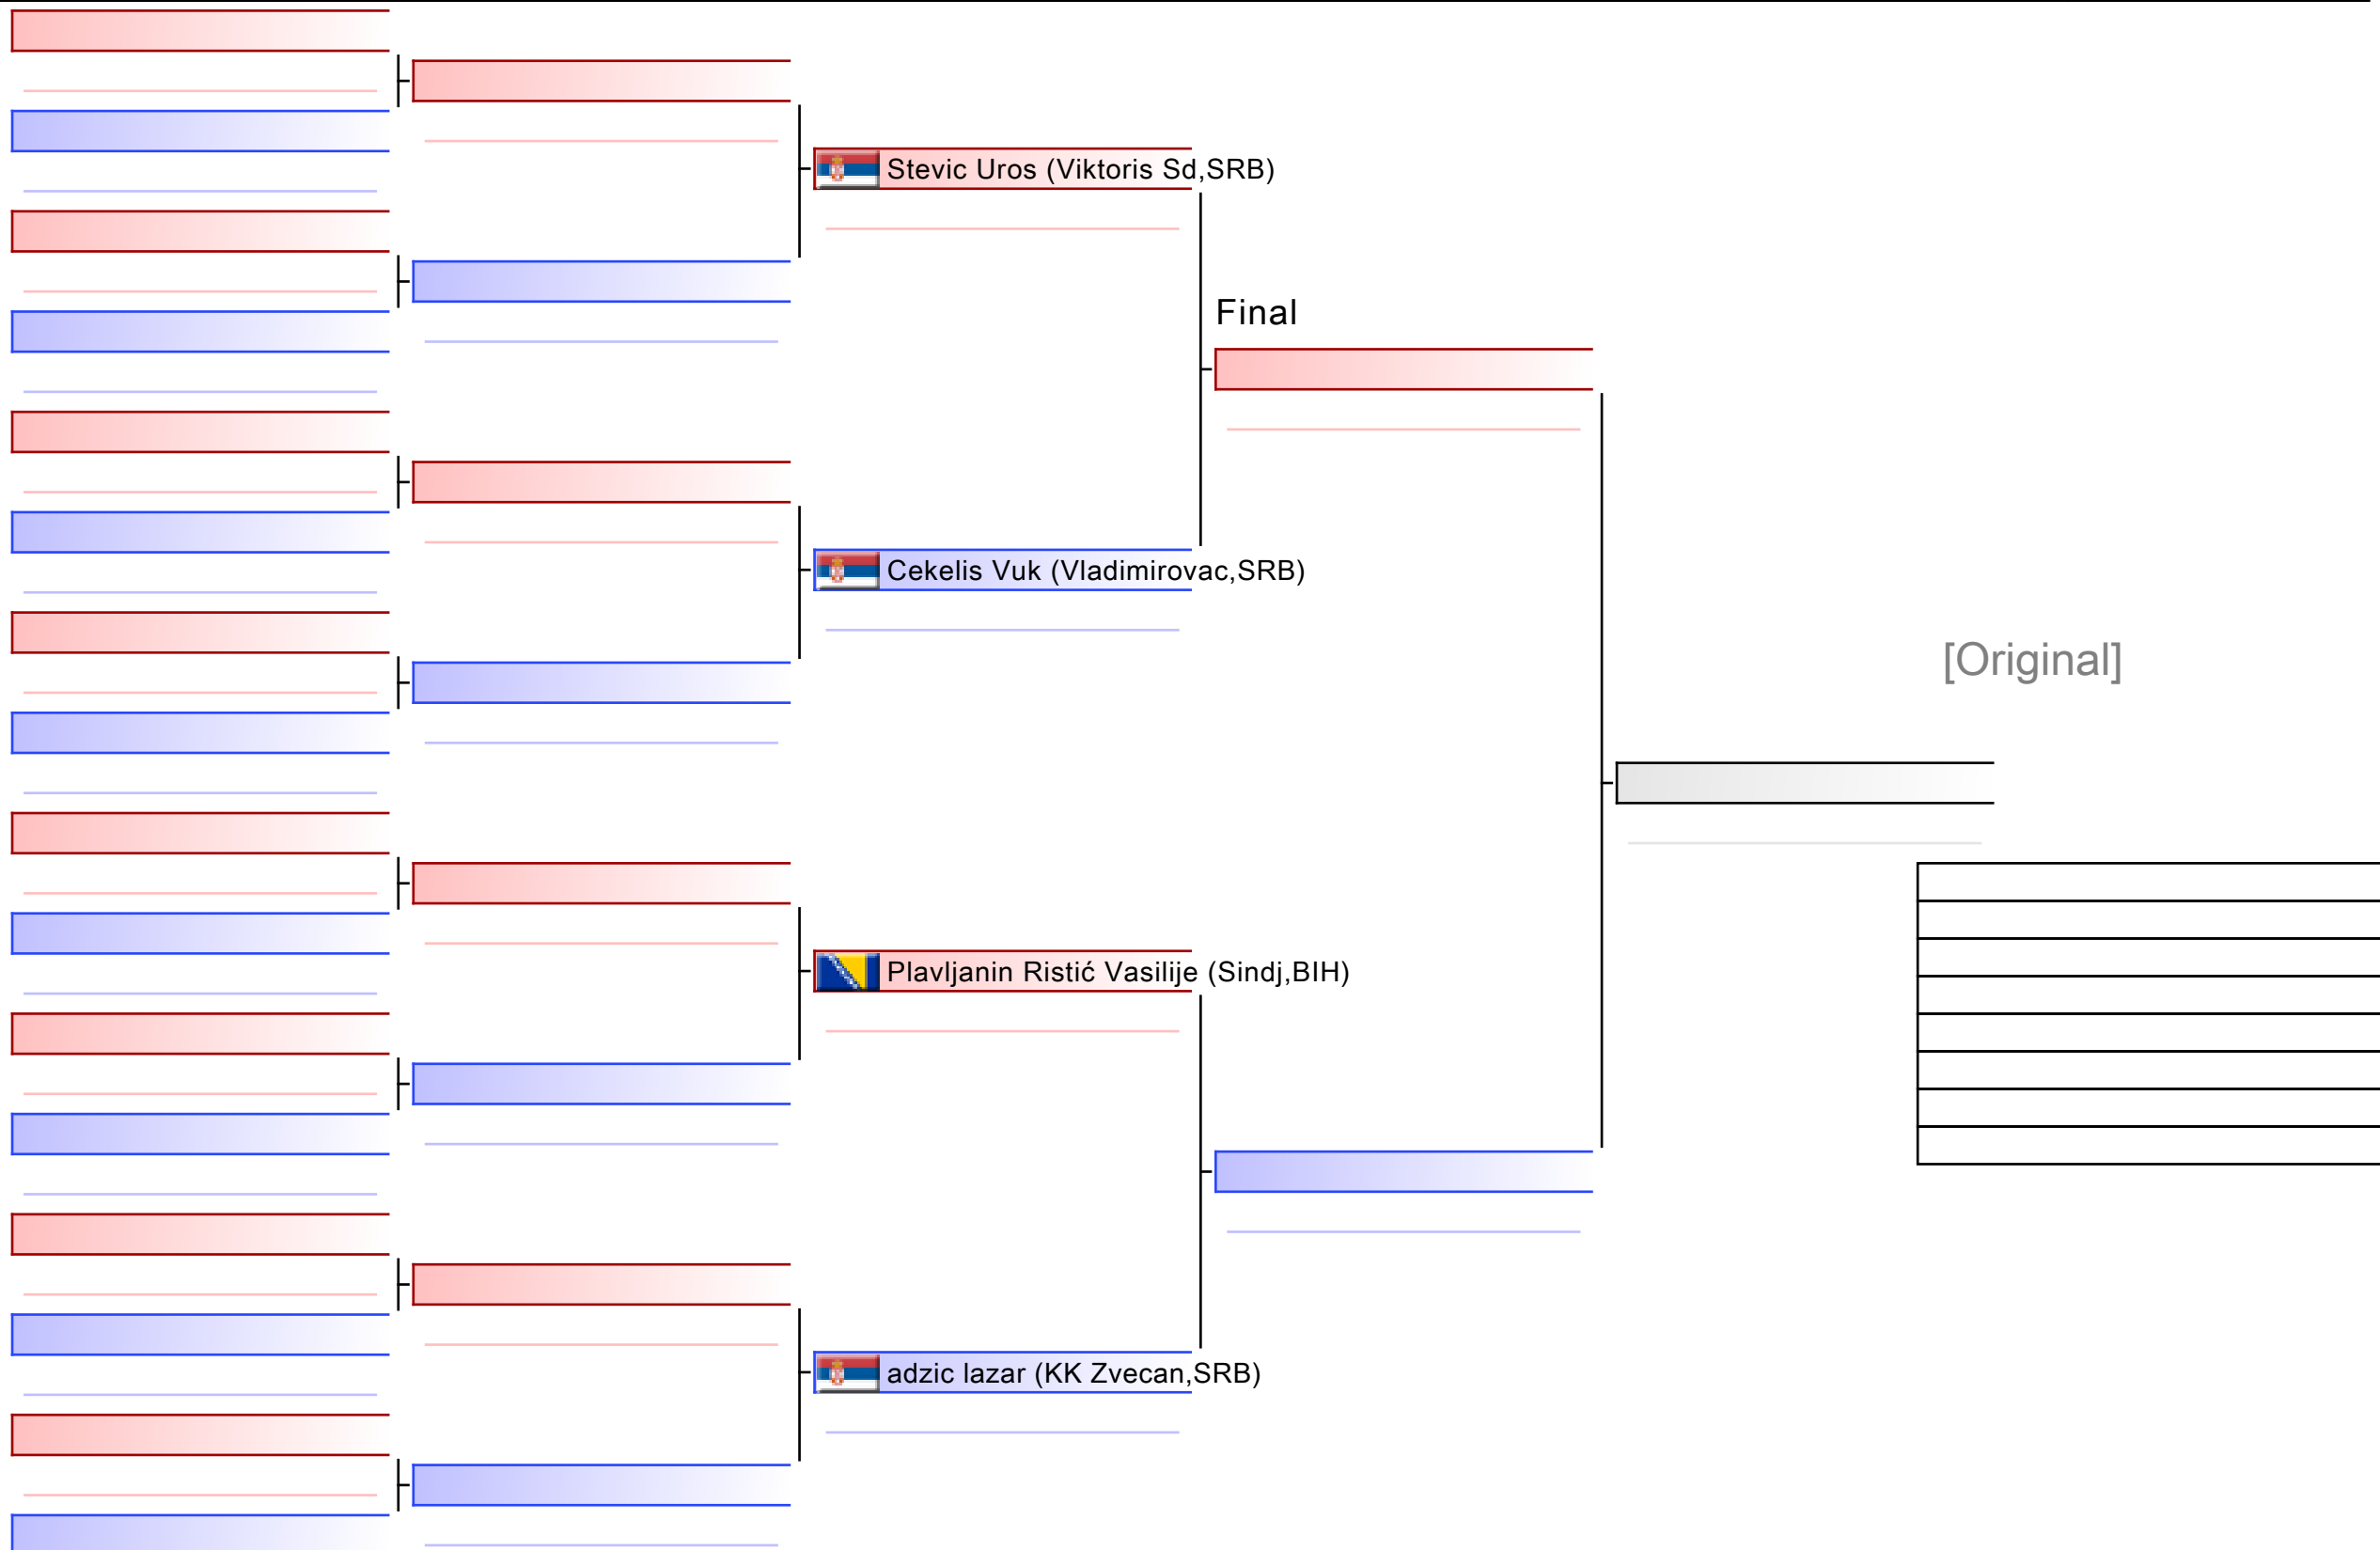 Stevic Uros (Viktoris Sd,SRB)
Final
Cekelis Vuk (Vladimirovac,SRB)
[Original]
Plavljanin Ristić Vasilije (Sindj,BIH)
adzic lazar (KK Zvecan,SRB)